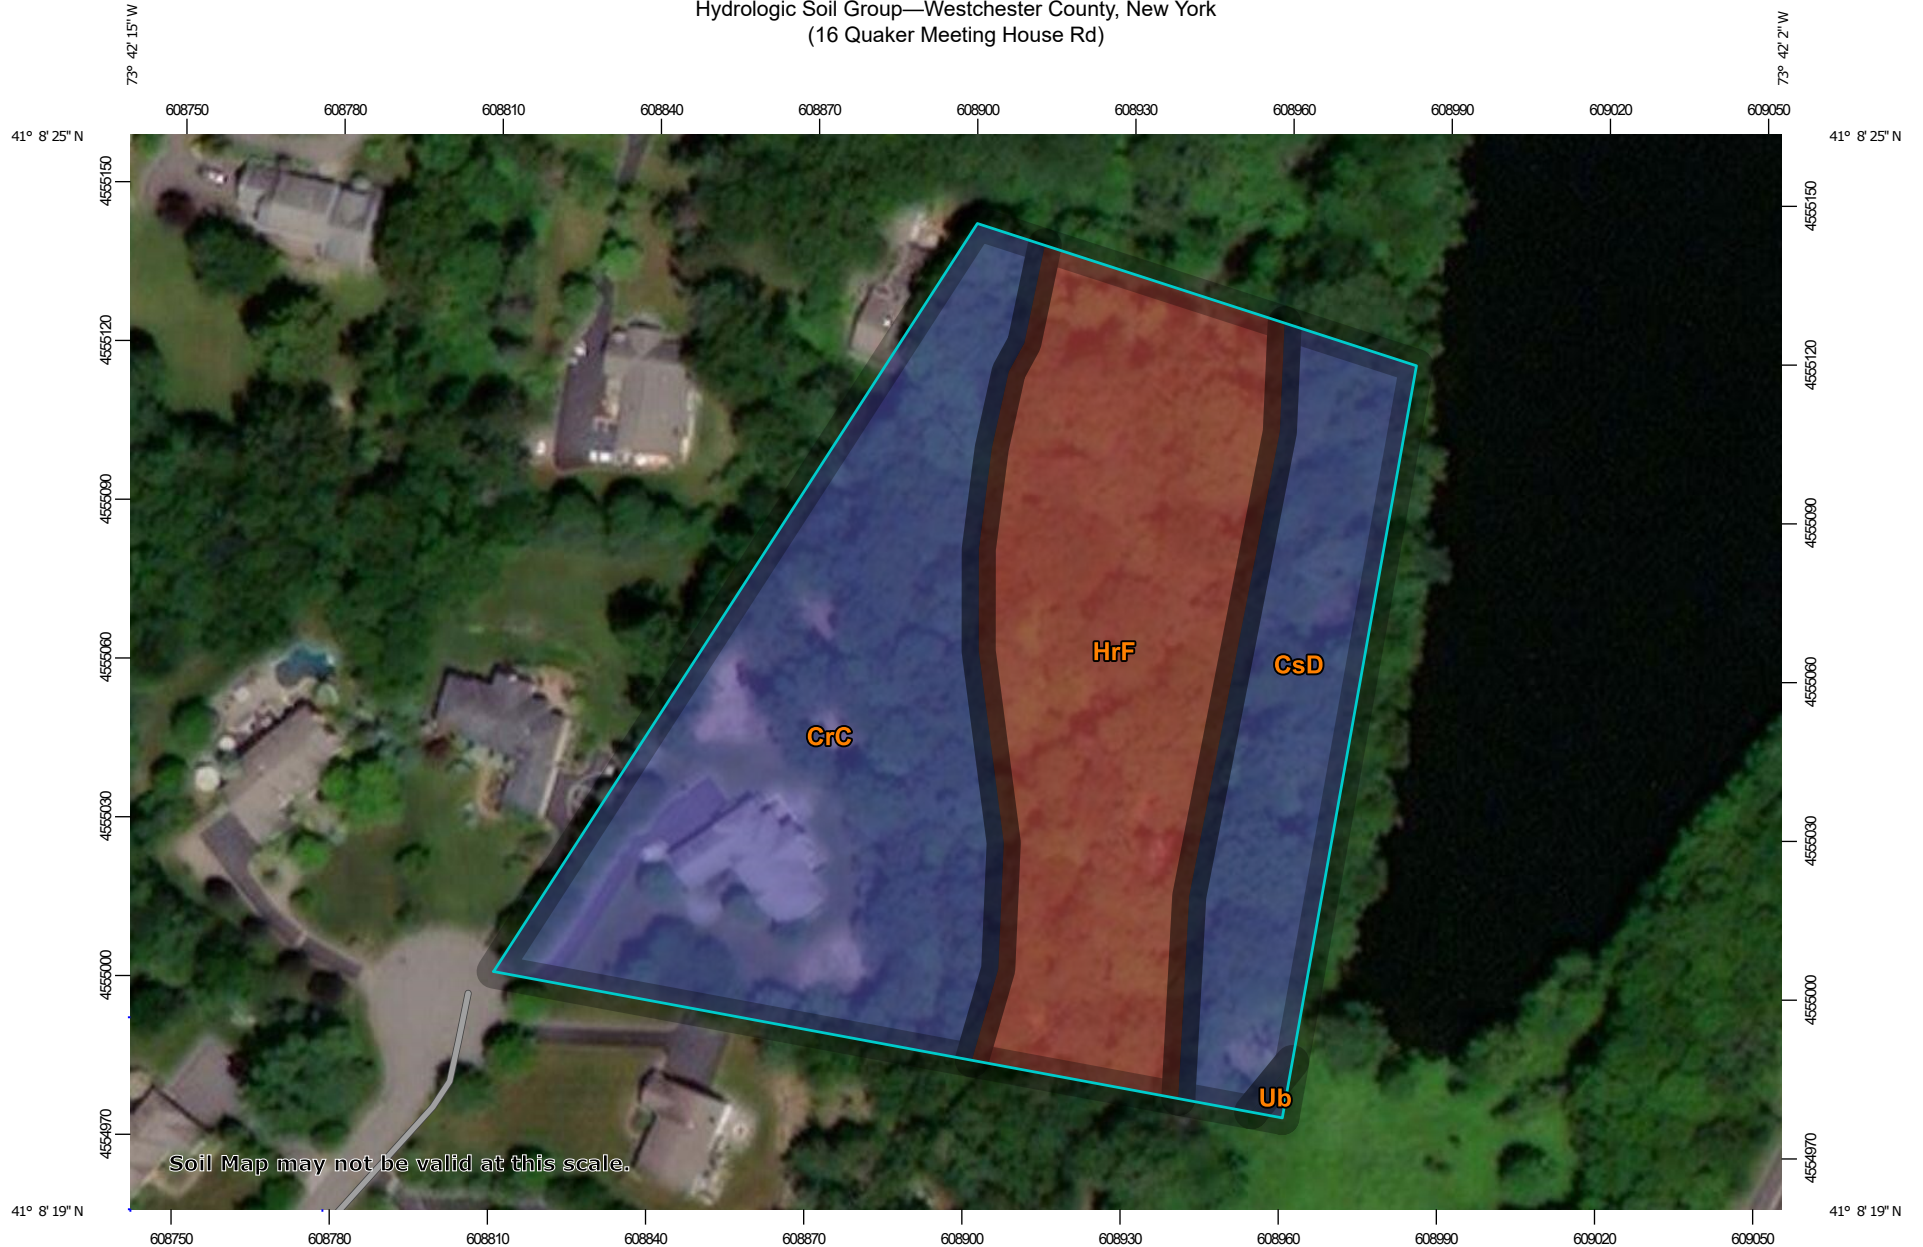 Hydrologic Soil Group—Westchester County, New York
(16 Quaker Meeting House Rd)
73° 42' 15" W
73° 42' 2" W
608750 608780 608810 608840 608870 608900 608930 608960 608990 609020 609050
41° 8' 25" N
41° 8' 25" N
4555150
4555150
4555120
4555120
4555090
4555090
4555060
4555060
HrF
CsD
CrC
4555030
4555030
4555000
4555000
Ub
4554970
4554970
Soil Map may not be valid at this scale.
41° 8' 19" N
41° 8' 19" N
608750 608780 608810 608840 608870 608900 608930 608960 608990 609020 609050